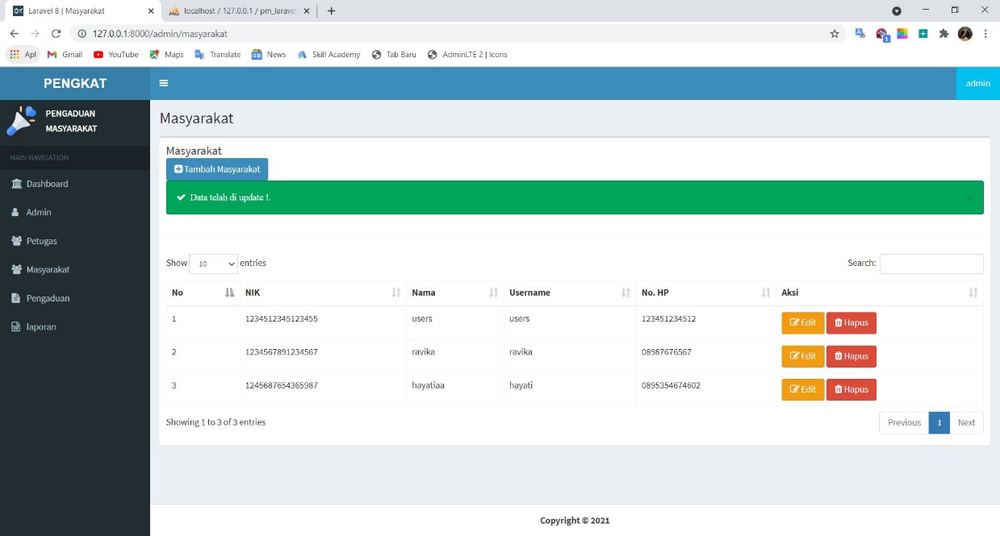 Laravel 8 | Masyarakat
localhost / 127.0.0.1 / pm_laravel
127.0.0.1:8000/admin/masyarakat
Apl Gmail YouTube Maps Translate News Skill Academy Tab Baru AdminLTE 2 | Icons
PENGKAT
admin
PENGADUAN
MASYARAKAT
MAIN NAVIGATION
Dashboard
Admin
Petugas
Masyarakat
Pengaduan
laporan
Masyarakat
Masyarakat
Tambah Masyarakat
Data telah di update !.
Show 10 entries
Search:
No NIK Nama Username No. HP Aksi
1 1234512345123455 users users 123451234512 Edit Hapus
2 1234567891234567 ravika ravika 08987676567 Edit Hapus
3 1245687654365987 hayatiaa hayati 0895354674602 Edit Hapus
Showing 1 to 3 of 3 entries
Previous 1 Next
Copyright © 2021